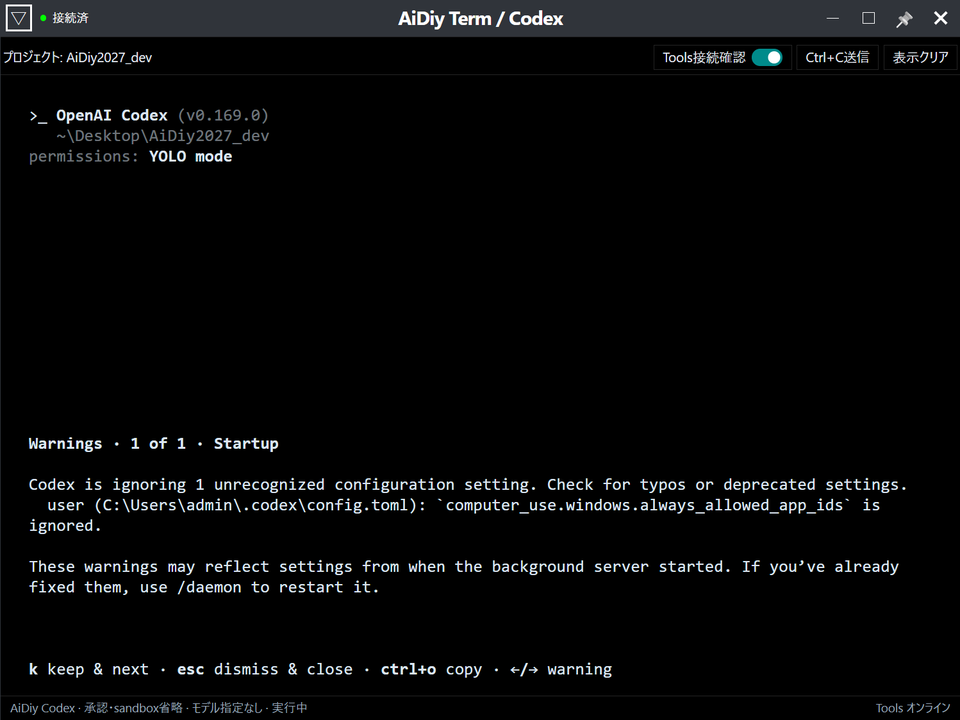 接続済
AiDiy Term / Codex
プロジェクト: AiDiy2027_dev
Tools接続確認
Ctrl+C送信
表示クリア
>_ OpenAI Codex (v0.169.0)
~\Desktop\AiDiy2027_dev
permissions: YOLO mode
Warnings · 1 of 1 · Startup
Codex is ignoring 1 unrecognized configuration setting. Check for typos or deprecated settings.
user (C:\Users\admin\.codex\config.toml): `computer_use.windows.always_allowed_app_ids` is
ignored.
These warnings may reflect settings from when the background server started. If you’ve already
fixed them, use /daemon to restart it.
k keep & next · esc dismiss & close · ctrl+o copy · ←/→ warning
AiDiy Codex · 承認・sandbox省略 · モデル指定なし · 実行中
Tools オンライン